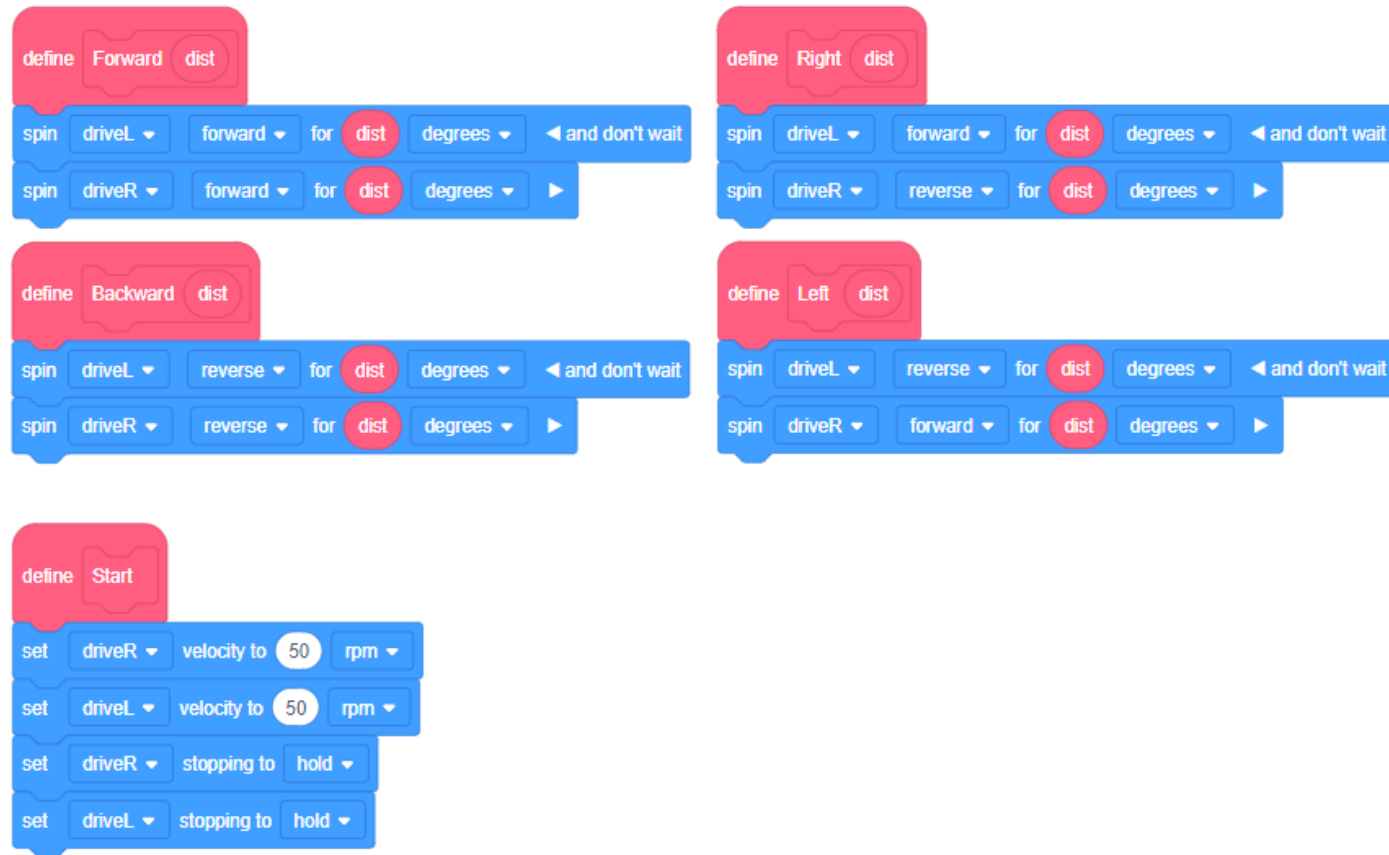 define Forward dist
spin driveL forward for dist degrees and don't wait
spin driveR forward for dist degrees
define Right dist
spin driveL forward for dist degrees and don't wait
spin driveR reverse for dist degrees
define Backward dist
spin driveL reverse for dist degrees and don't wait
spin driveR reverse for dist degrees
define Left dist
spin driveL reverse for dist degrees and don't wait
spin driveR forward for dist degrees
define Start
set driveR velocity to 50 rpm
set driveL velocity to 50 rpm
set driveR stopping to hold
set driveL stopping to hold